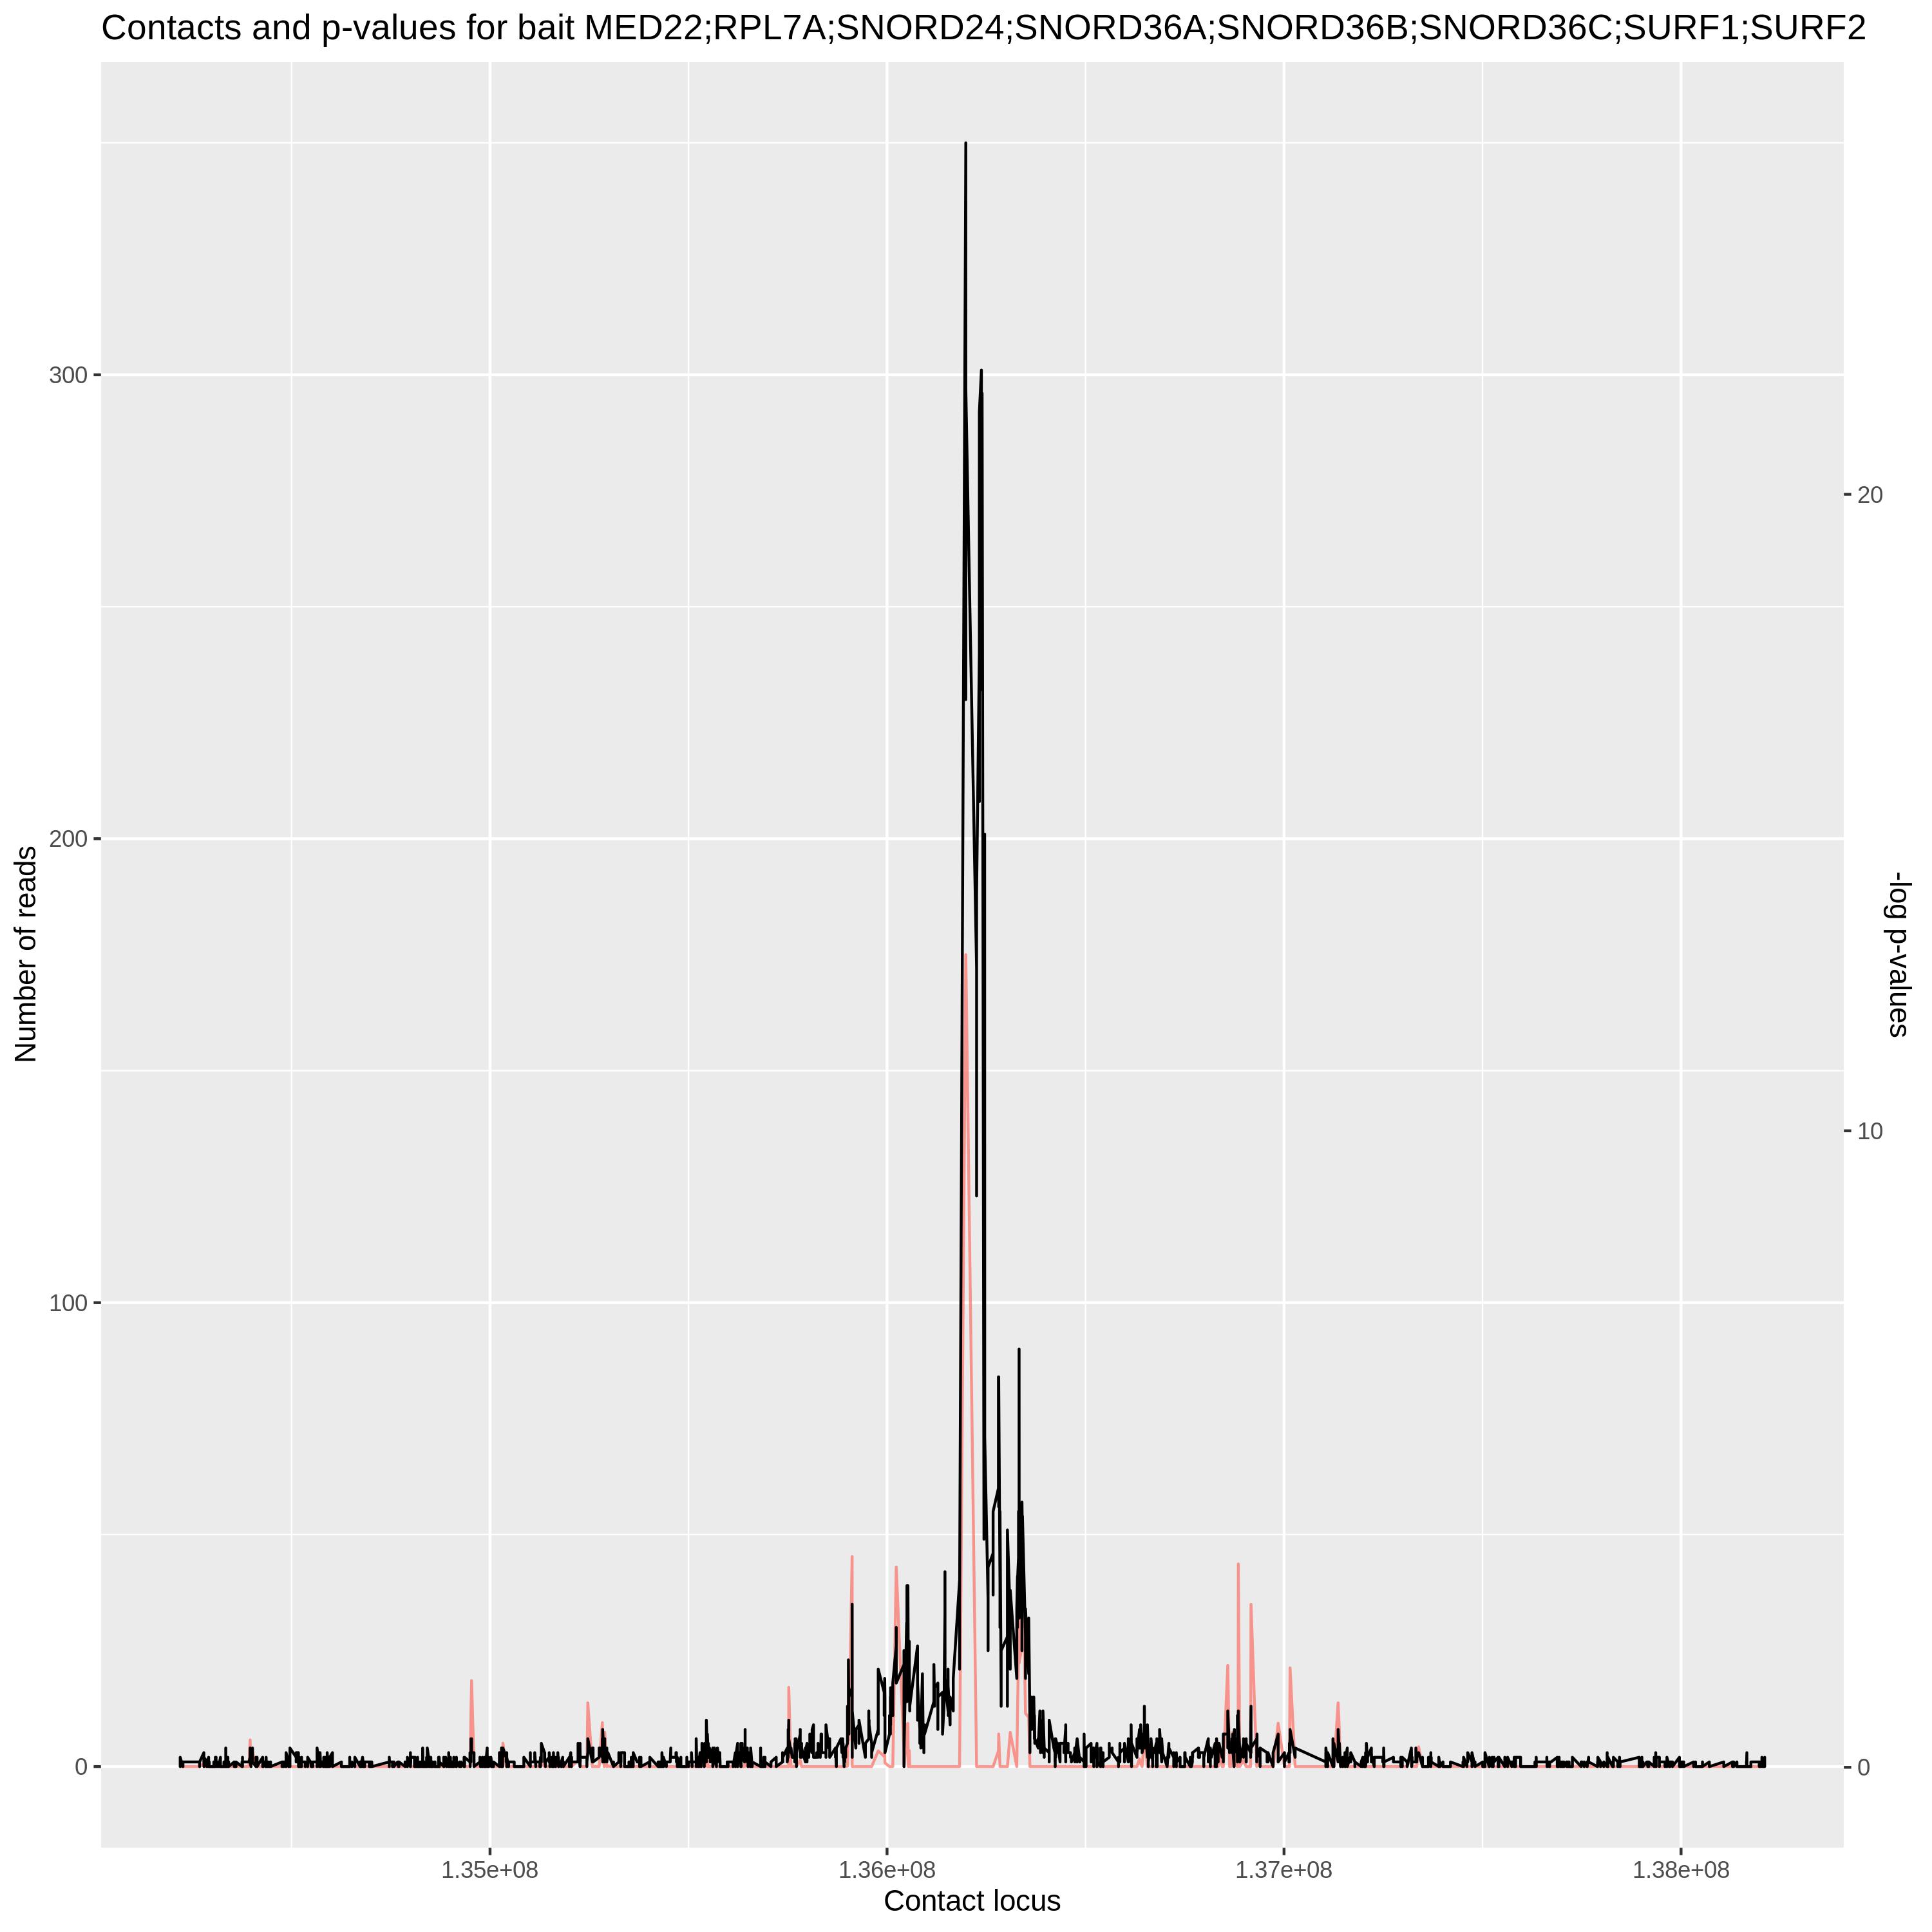 Contacts and p-values for bait MED22;RPL7A;SNORD24;SNORD36A;SNORD36B;SNORD36C;SURF1;SURF2
300
200
100
0
Number of reads
20
10
0
-log p-values
1.35e+08
1.36e+08
1.37e+08
1.38e+08
Contact locus